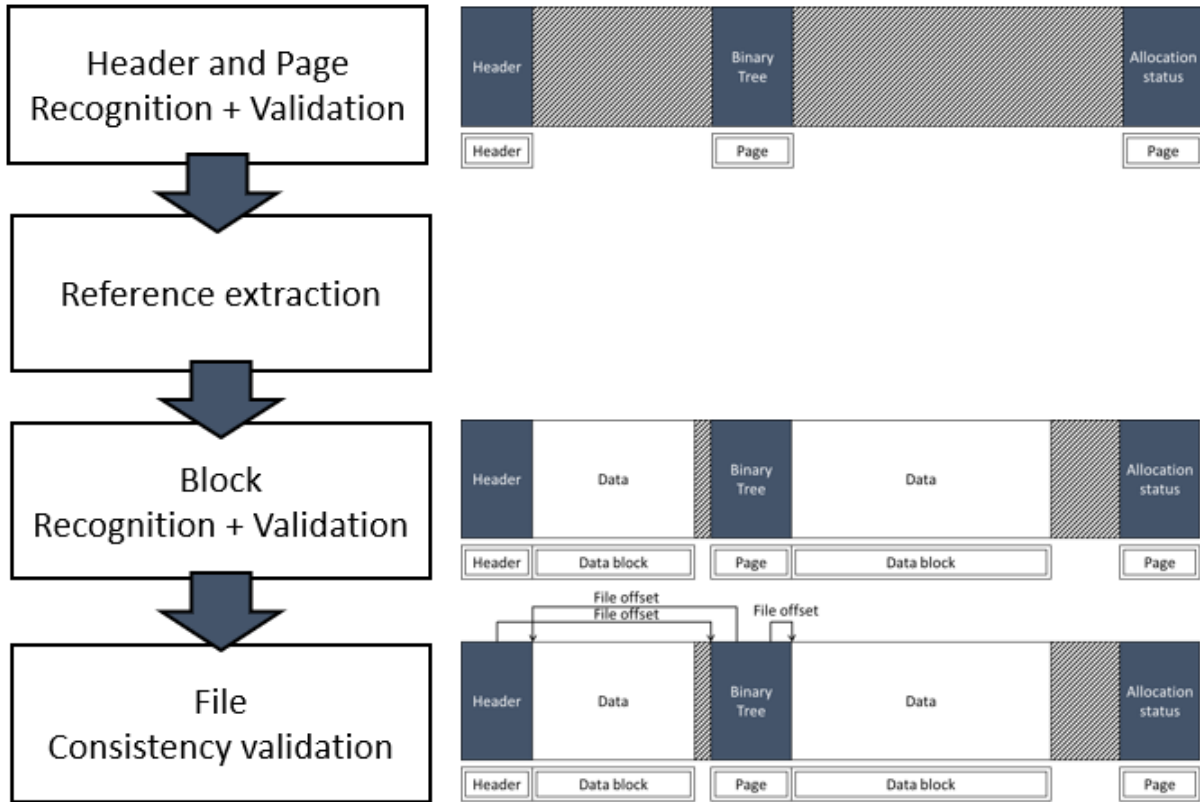 Header and Page
Recognition + Validation
Header
Binary
Tree
Allocation
status
Header
Page
Page
Reference extraction
Block
Recognition + Validation
Header
Data
Binary
Tree
Data
Allocation
status
Header
Data block
Page
Data block
Page
File
Consistency validation
File offset
File offset
File offset
Header
Data
Binary
Tree
Data
Allocation
status
Header
Data block
Page
Data block
Page